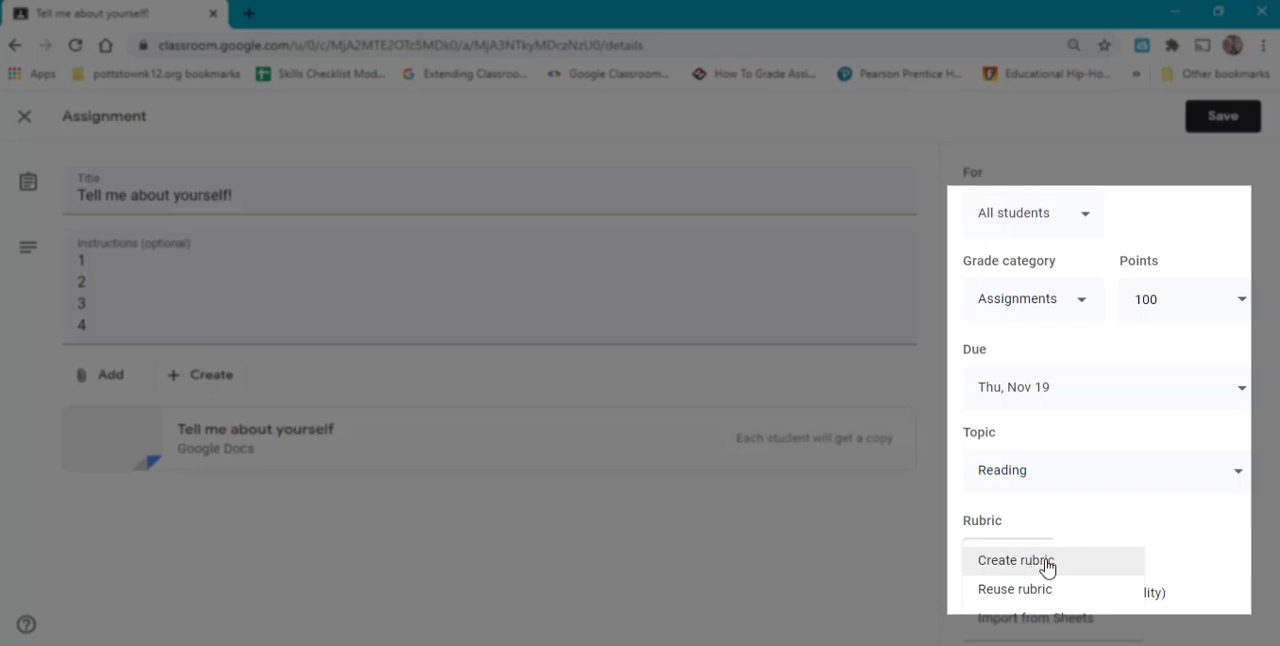 Tell me about yourself!
classroom.google.com/u/0/c/MjA2MTE2OTc5MDk0/a/MjA3NTkyMDczNzU0/details
Apps pottstownk12.org bookmarks Skills Checklist Mod... Extending Classroo... Google Classroom... How To Grade Assi... Pearson Prentice H... Educational Hip-Ho... » Other bookmarks
Assignment
Save
Title
Tell me about yourself!
Instructions (optional)
1
2
3
4
Add
Create
Tell me about yourself
Google Docs
Each student will get a copy
For
All students
Grade category Points
Assignments 100
Due
Thu, Nov 19
Topic
Reading
Rubric
Create rubric
Reuse rubric
lity)
Import from Sheets